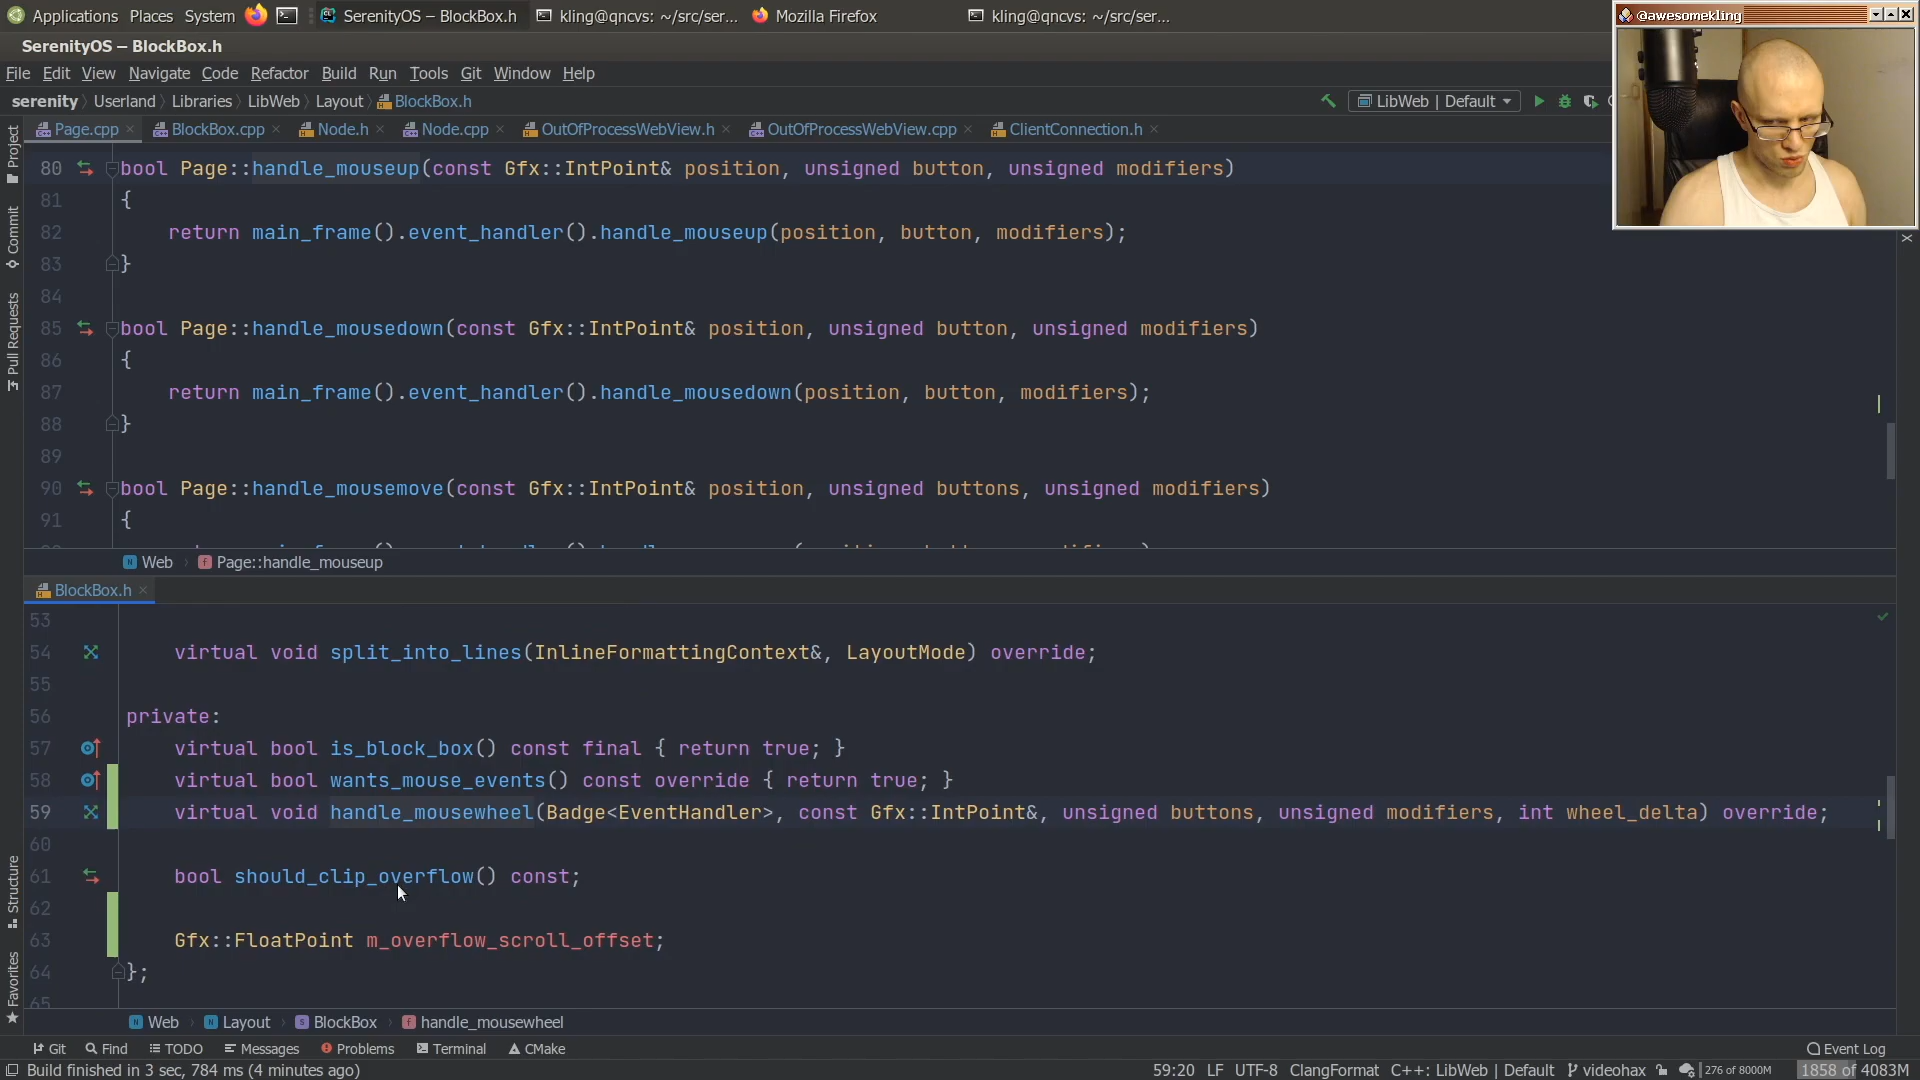 Applications Places System SerenityOS – BlockBox.h kling@qncvs: ~/src/ser... Mozilla Firefox kling@qncvs: ~/src/ser...
@awesomekling
SerenityOS – BlockBox.h
File Edit View Navigate Code Refactor Build Run Tools Git Window Help
serenity Userland Libraries LibWeb Layout BlockBox.h LibWeb | Default
Page.cpp BlockBox.cpp Node.h Node.cpp OutOfProcessWebView.h OutOfProcessWebView.cpp ClientConnection.h
Project
Commit
Pull Requests
Structure
Favorites
80 bool Page::handle_mouseup(const Gfx::IntPoint& position, unsigned button, unsigned modifiers)
81 {
82 return main_frame().event_handler().handle_mouseup(position, button, modifiers);
83 }
84
85 bool Page::handle_mousedown(const Gfx::IntPoint& position, unsigned button, unsigned modifiers)
86 {
87 return main_frame().event_handler().handle_mousedown(position, button, modifiers);
88 }
89
90 bool Page::handle_mousemove(const Gfx::IntPoint& position, unsigned buttons, unsigned modifiers)
91 {
Web Page::handle_mouseup
BlockBox.h
53
54 virtual void split_into_lines(InlineFormattingContext&, LayoutMode) override;
55
56 private:
57 virtual bool is_block_box() const final { return true; }
58 virtual bool wants_mouse_events() const override { return true; }
59 virtual void handle_mousewheel(Badge<EventHandler>, const Gfx::IntPoint&, unsigned buttons, unsigned modifiers, int wheel_delta) override;
60
61 bool should_clip_overflow() const;
62
63 Gfx::FloatPoint m_overflow_scroll_offset;
64 };
65
Web Layout BlockBox handle_mousewheel
Git Find TODO Messages Problems Terminal CMake Event Log
Build finished in 3 sec, 784 ms (4 minutes ago) 59:20 LF UTF-8 ClangFormat C++: LibWeb | Default videohax 276 of 8000M 1858 of 4083M